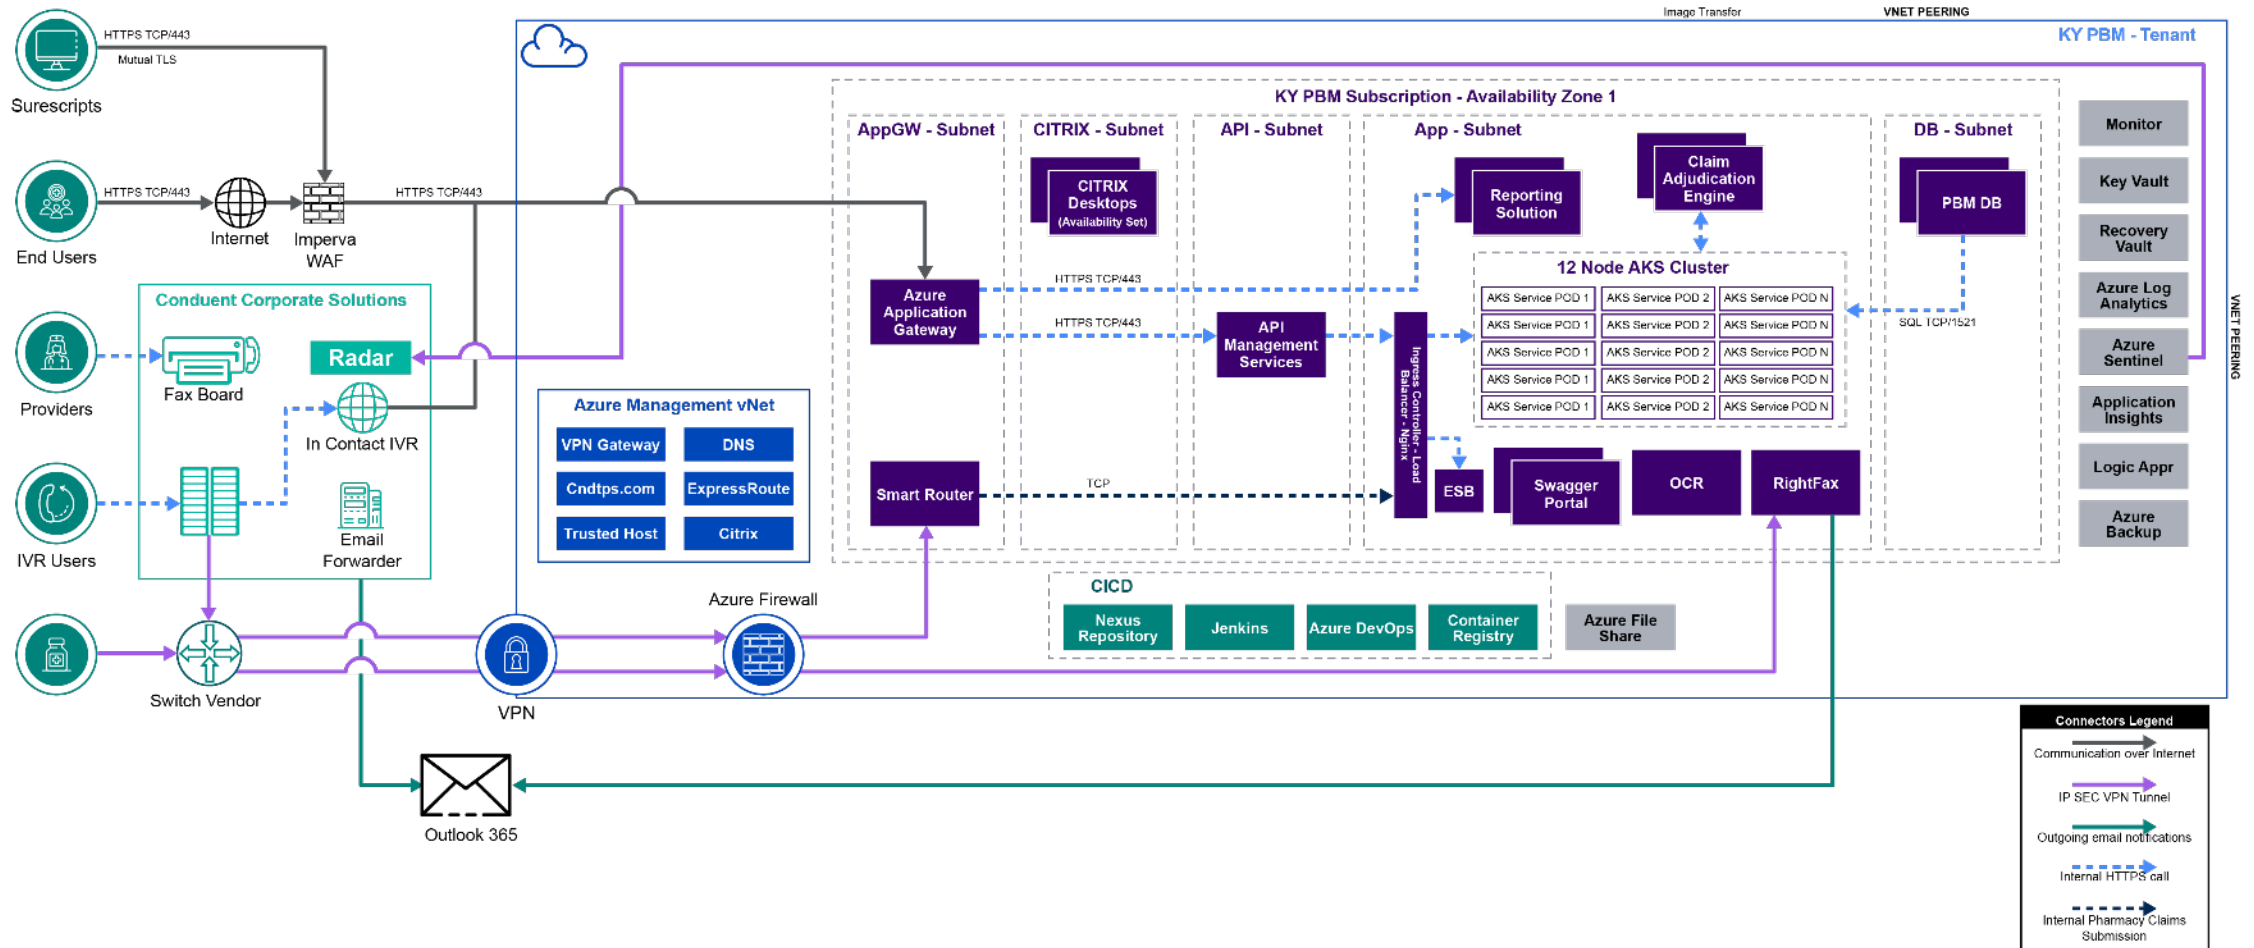 Image Transfer
VNET PEERING
KY PBM - Tenant
HTTPS TCP/443
Mutual TLS
Surescripts
HTTPS TCP/443
End Users
Internet
Imperva
WAF
HTTPS TCP/443
Conduent Corporate Solutions
Providers
Fax Board
Radar
In Contact IVR
IVR Users
Email
Forwarder
Switch Vendor
VPN
Azure Firewall
Outlook 365
Azure Management vNet
VPN Gateway
DNS
Cndtps.com
ExpressRoute
Trusted Host
Citrix
KY PBM Subscription - Availability Zone 1
AppGW - Subnet
CITRIX - Subnet
API - Subnet
App - Subnet
DB - Subnet
CITRIX
Desktops
(Availability Set)
Reporting
Solution
Claim
Adjudication
Engine
PBM DB
Azure
Application
Gateway
HTTPS TCP/443
HTTPS TCP/443
API
Management
Services
Ingress Controller - Load
Balancer - Nginx
12 Node AKS Cluster
AKS Service POD 1
AKS Service POD 2
AKS Service POD N
AKS Service POD 1
AKS Service POD 2
AKS Service POD N
AKS Service POD 1
AKS Service POD 2
AKS Service POD N
AKS Service POD 1
AKS Service POD 2
AKS Service POD N
AKS Service POD 1
AKS Service POD 2
AKS Service POD N
SQL TCP/1521
Smart Router
TCP
ESB
Swagger
Portal
OCR
RightFax
CICD
Nexus
Repository
Jenkins
Azure DevOps
Container
Registry
Azure File
Share
Monitor
Key Vault
Recovery
Vault
Azure Log
Analytics
Azure
Sentinel
Application
Insights
Logic Appr
Azure
Backup
VNET PEERING
Connectors Legend
Communication over Internet
IP SEC VPN Tunnel
Outgoing email notifications
Internal HTTPS call
Internal Pharmacy Claims
Submission